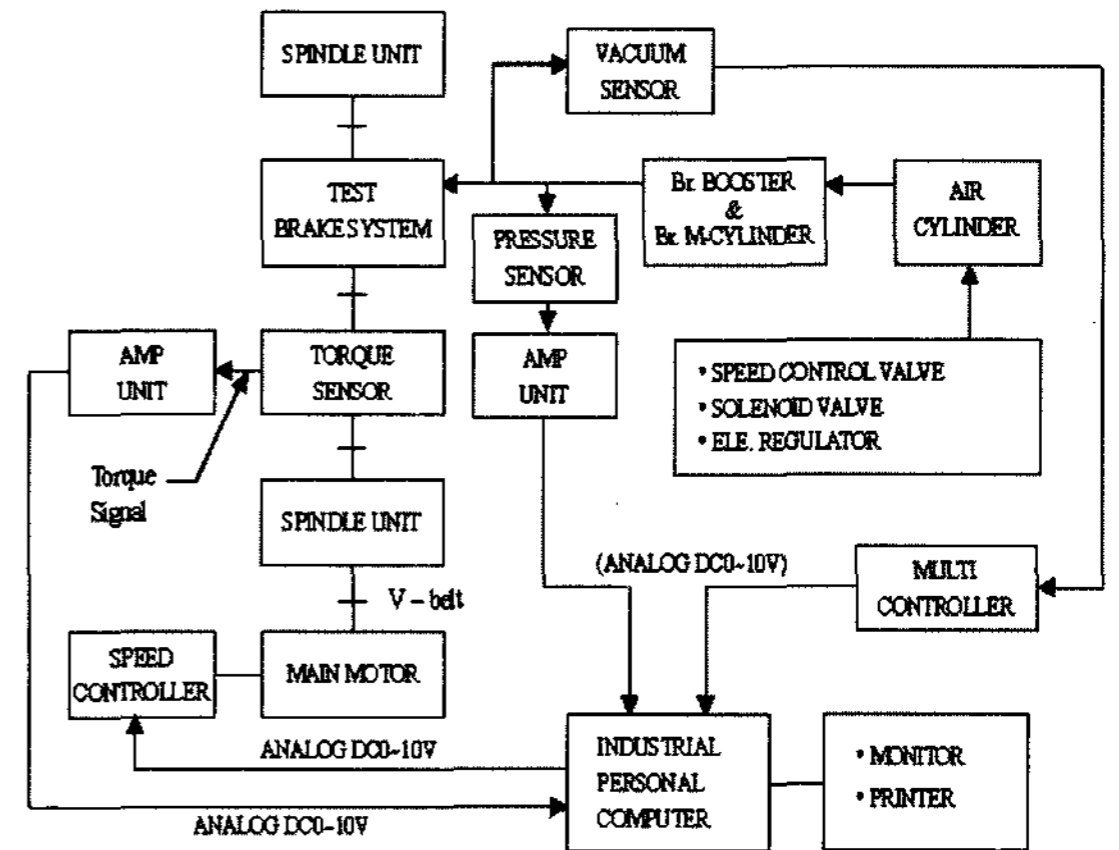 SPINDLE UNIT
VACUUM
SENSOR
TEST
BRAKE SYSTEM
Br. BOOSTER
&
Br. M-CYLINDER
AIR
CYLINDER
PRESSURE
SENSOR
AMP
UNIT
TORQUE
SENSOR
AMP
UNIT
• SPEED CONTROL VALVE
• SOLENOID VALVE
• ELE. REGULATOR
Torque
Signal
SPINDLE UNIT
(ANALOG DC0~10V)
MULTI
CONTROLLER
V - belt
SPEED
CONTROLLER
MAIN MOTOR
ANALOG DC0~10V
INDUSTRIAL
PERSONAL
COMPUTER
• MONITOR
• PRINTER
ANALOG DC0~10V